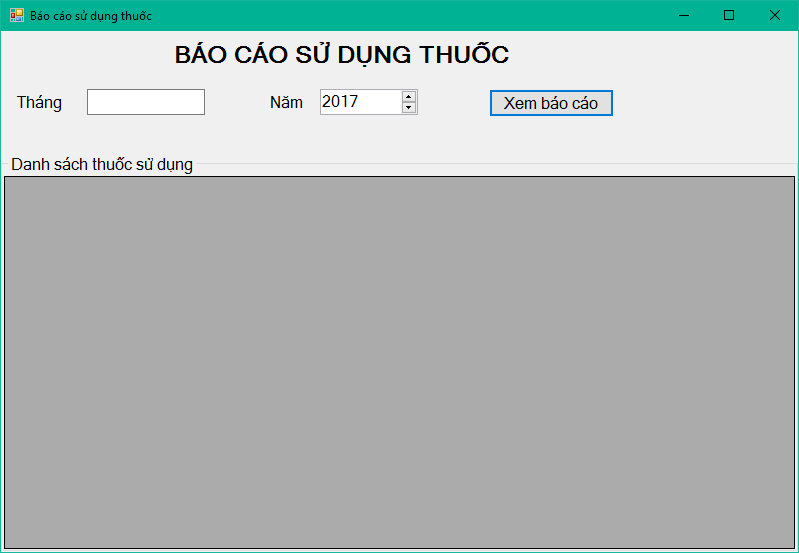 Báo cáo sử dụng thuốc
BÁO CÁO SỬ DỤNG THUỐC
Tháng Năm 2017 Xem báo cáo
Danh sách thuốc sử dụng